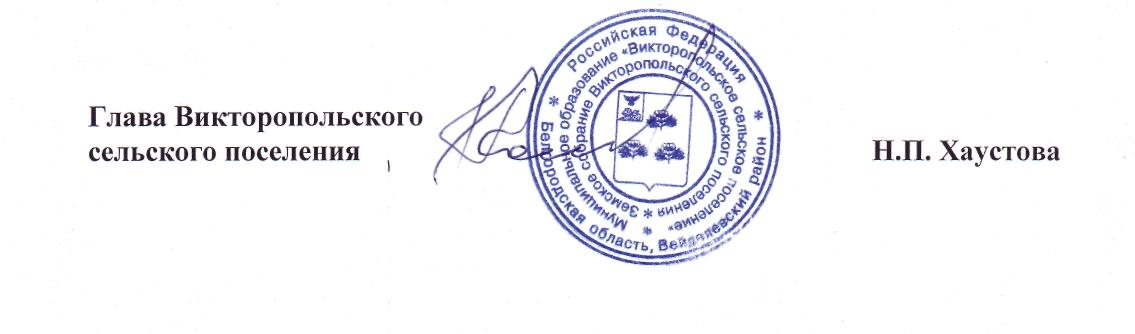 Глава Викторопольского
сельского поселения
Н.П. Хаустова
Российская Федерация
* Белгородская область, Вейделевский район *
Муниципальное образование «Викторопольское сельское поселение» *
Земское собрание Викторопольского сельского поселения *